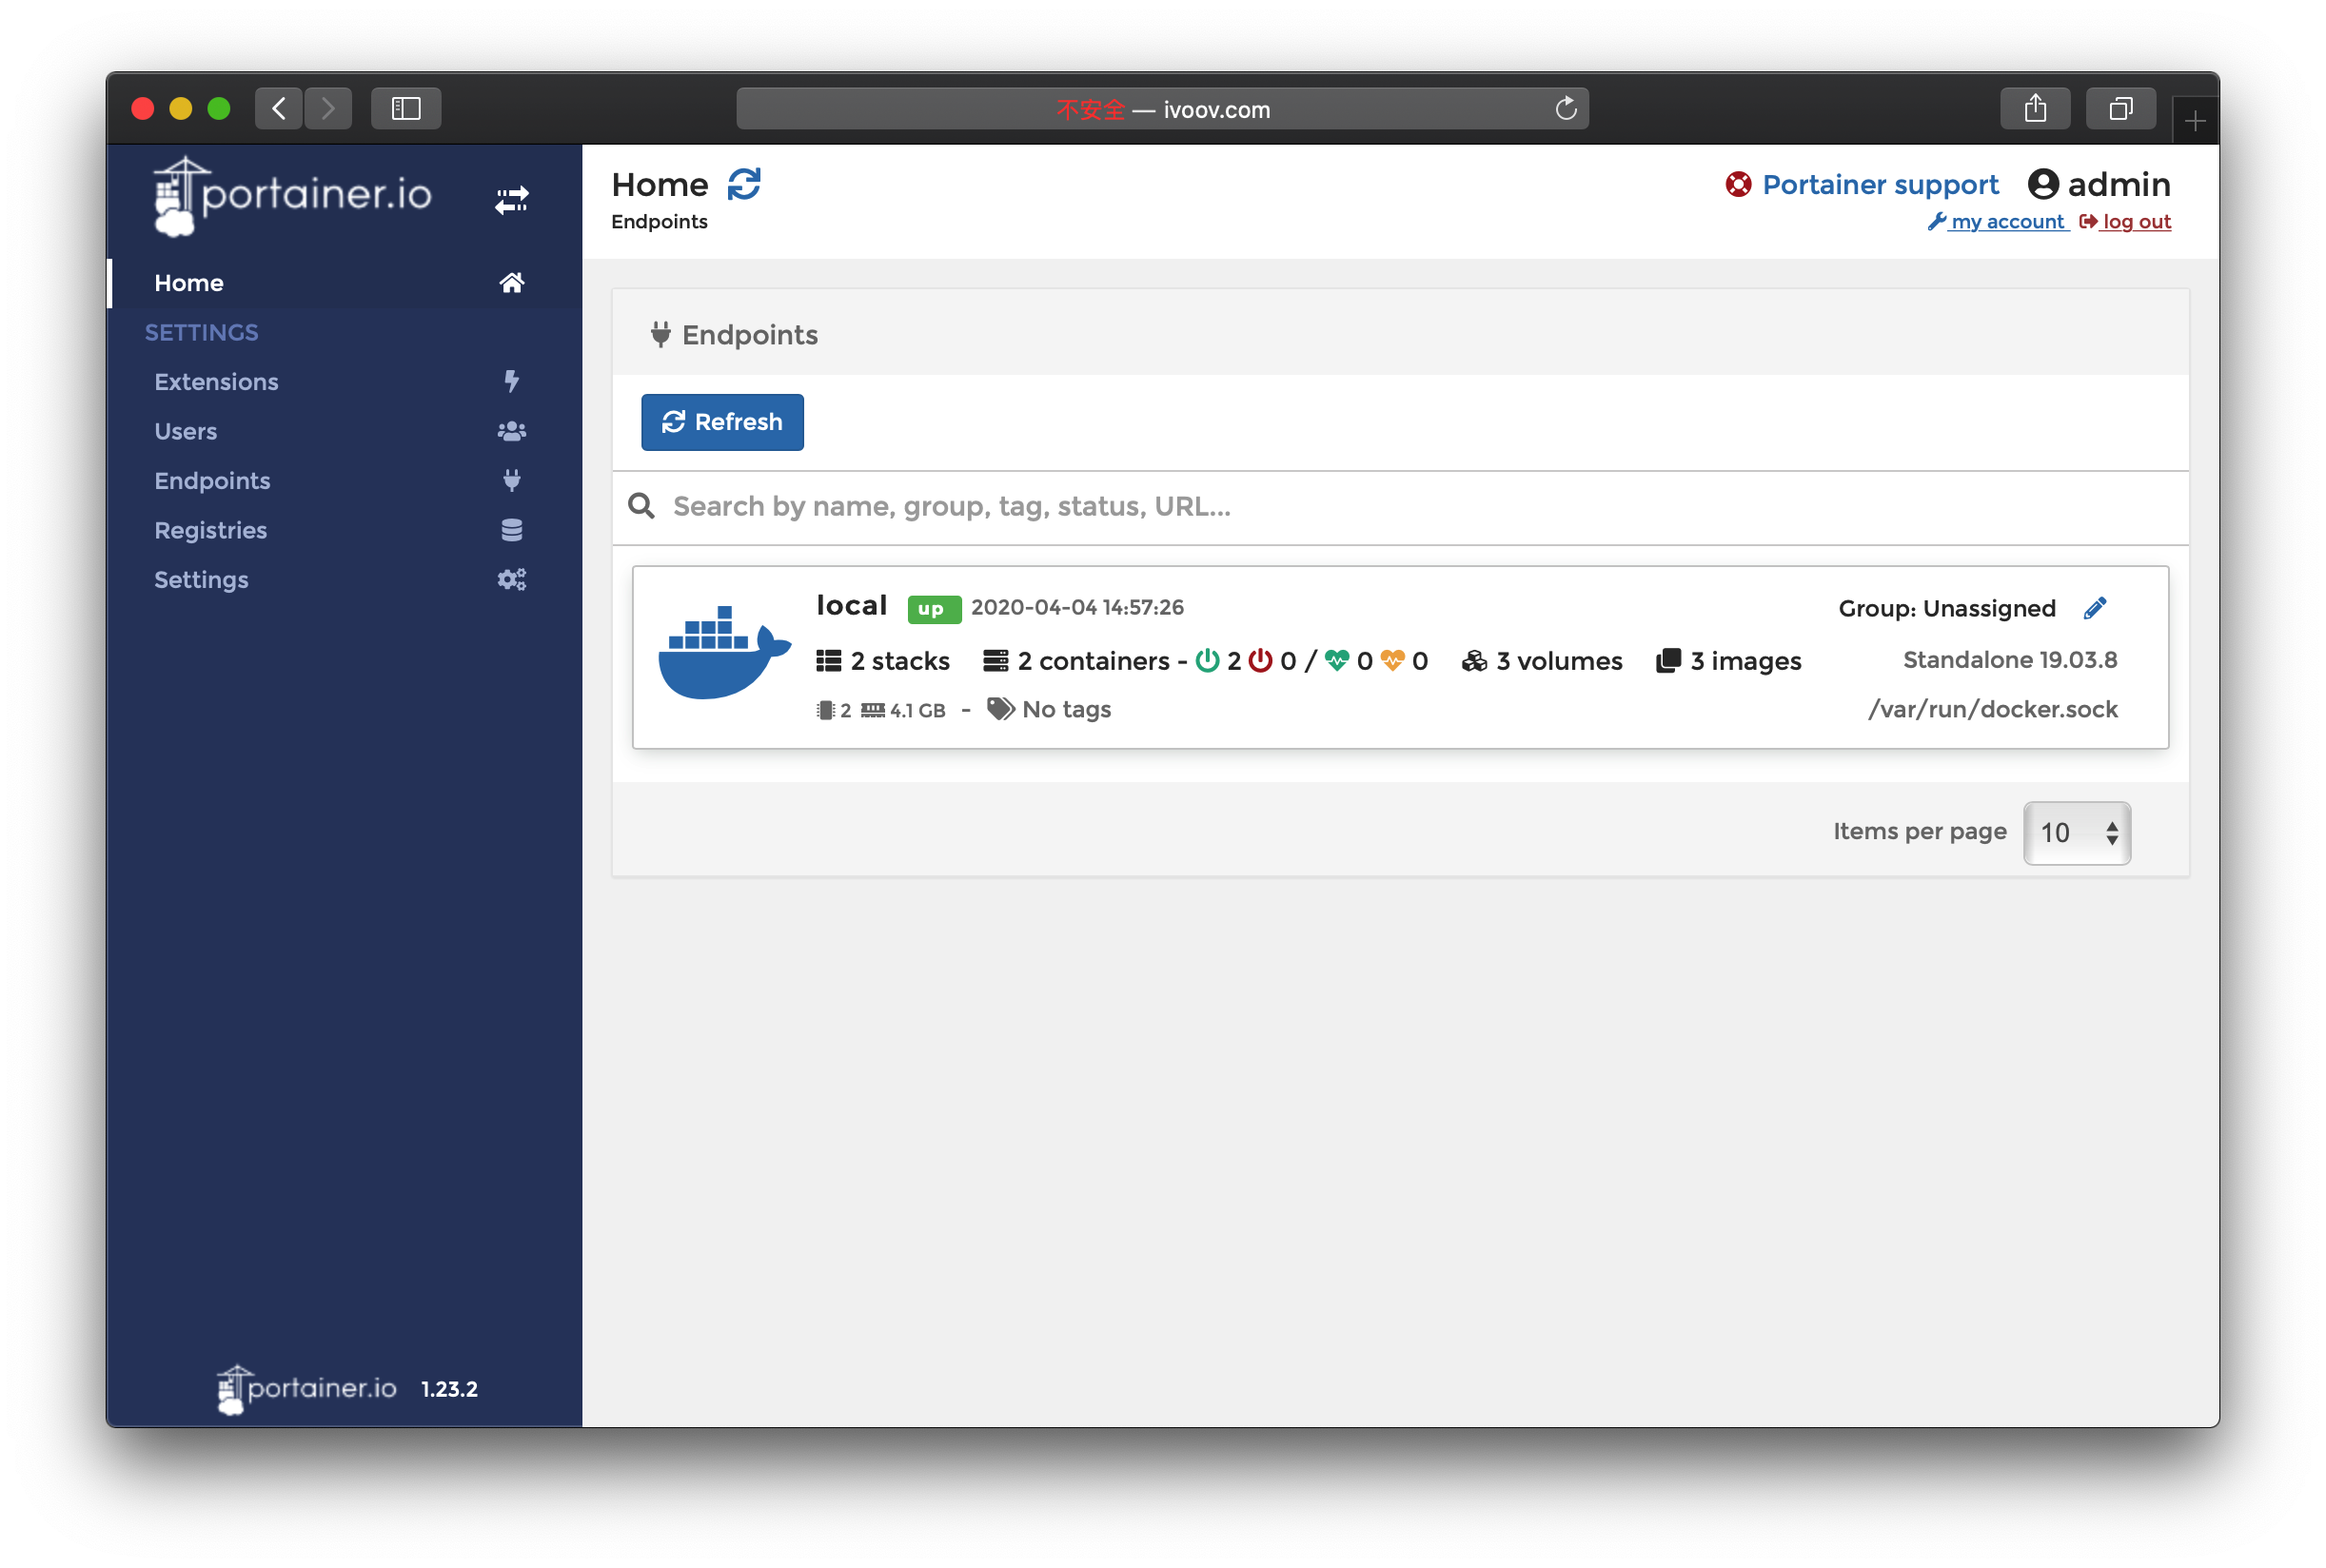 不安全 — ivoov.com
portainer.io
Home
SETTINGS
Extensions
Users
Endpoints
Registries
Settings
portainer.io 1.23.2
Home
Endpoints
Portainer support admin
my account log out
Endpoints
Refresh
Search by name, group, tag, status, URL...
local up 2020-04-04 14:57:26 Group: Unassigned
2 stacks 2 containers - 2 0 / 0 0 3 volumes 3 images Standalone 19.03.8
2 4.1 GB - No tags /var/run/docker.sock
Items per page 10